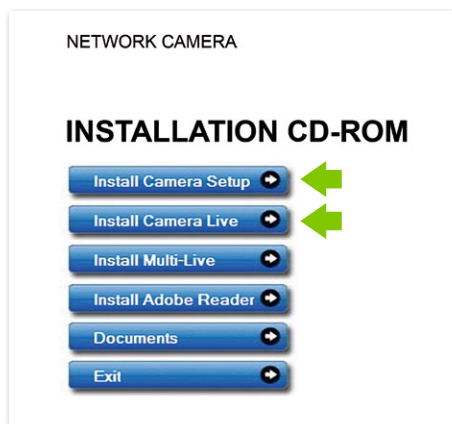 NETWORK CAMERA
INSTALLATION CD-ROM
Install Camera Setup
Install Camera Live
Install Multi-Live
Install Adobe Reader
Documents
Exit